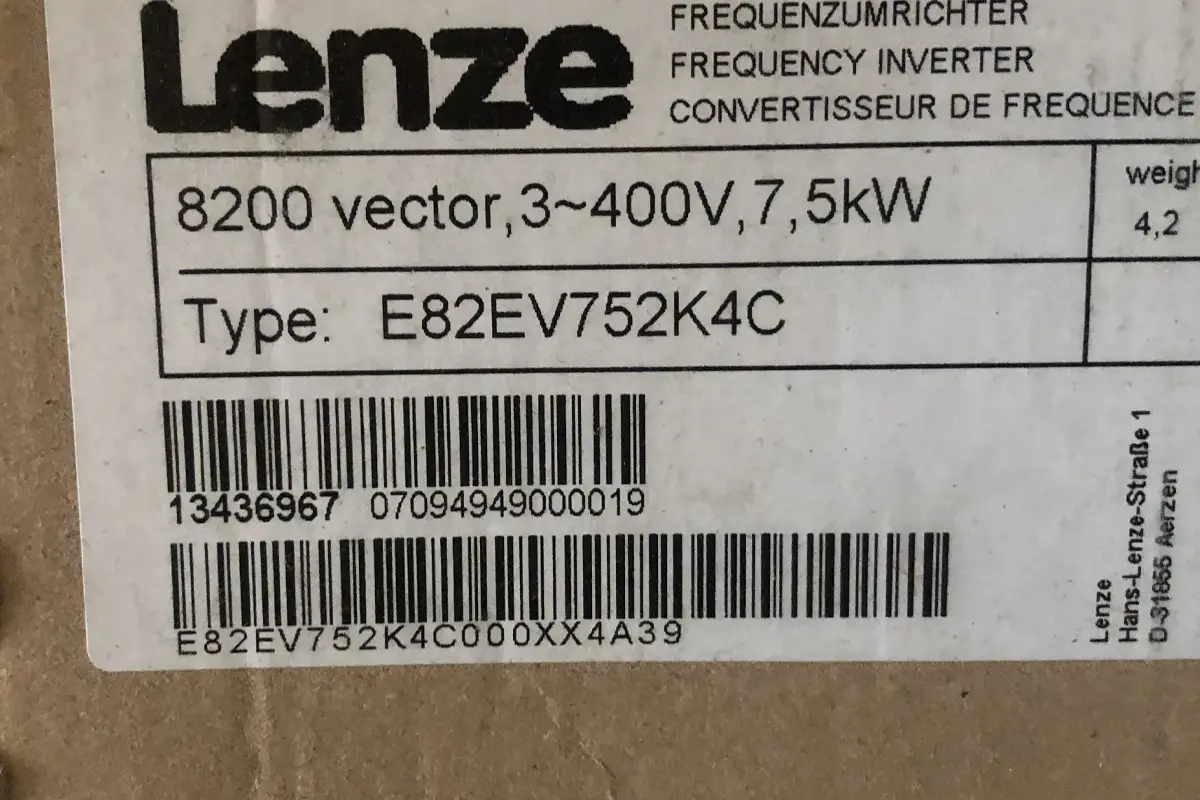 Lenze
FREQUENZUMRICHTER
FREQUENCY INVERTER
CONVERTISSEUR DE FREQUENCE
8200 vector,3~400V,7,5kW
weigh
4,2
Type: E82EV752K4C
13436967 07094949000019
E82EV752K4C000XX4A39
Lenze
Hans-Lenze-Straße 1
D-31855 Aerzen